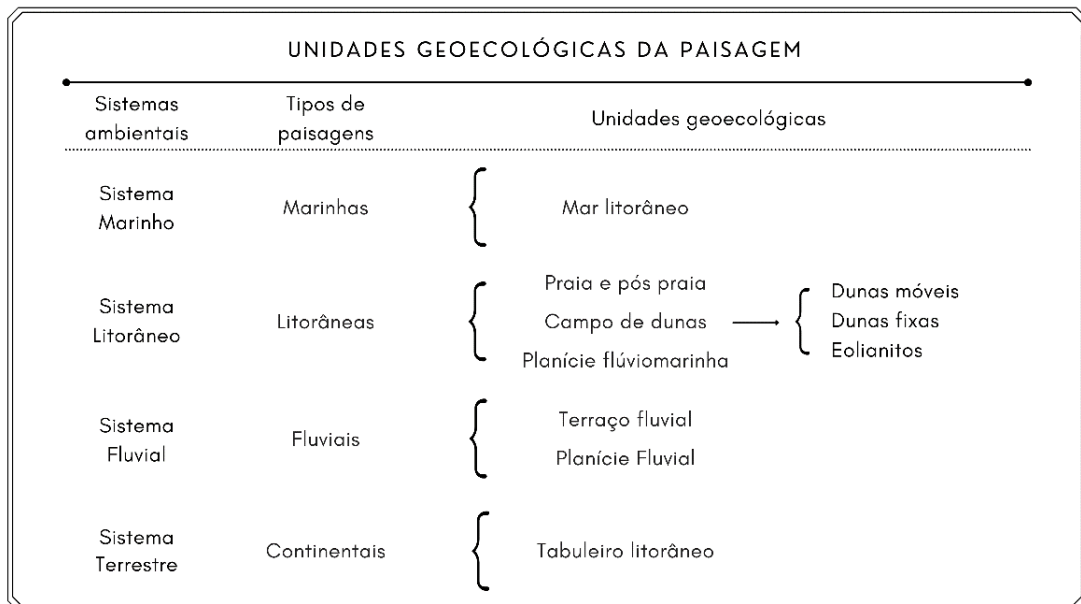 UNIDADES GEOECOLÓGICAS DA PAISAGEM
Sistemas
ambientais
Tipos de
paisagens
Unidades geoecológicas
Sistema
Marinho
Marinhas
Mar litorâneo
Sistema
Litorâneo
Litorâneas
Praia e pós praia
Campo de dunas
Planície flúviomarinha
Dunas móveis
Dunas fixas
Eolianitos
Sistema
Fluvial
Fluviais
Terraço fluvial
Planície Fluvial
Sistema
Terrestre
Continentais
Tabuleiro litorâneo